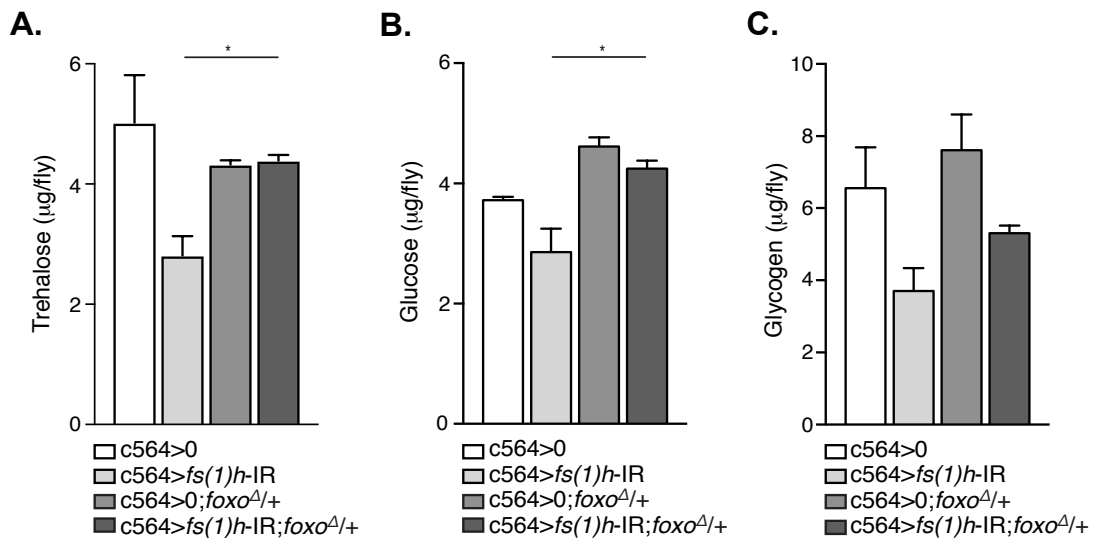 A.
*
6
4
2
0
Trehalose (μg/fly)
c564>0
c564>fs(1)h-IR
c564>0;foxoΔ/+
c564>fs(1)h-IR;foxoΔ/+
B.
*
6
4
2
0
Glucose (μg/fly)
c564>0
c564>fs(1)h-IR
c564>0;foxoΔ/+
c564>fs(1)h-IR;foxoΔ/+
C.
10
8
6
4
2
0
Glycogen (μg/fly)
c564>0
c564>fs(1)h-IR
c564>0;foxoΔ/+
c564>fs(1)h-IR;foxoΔ/+